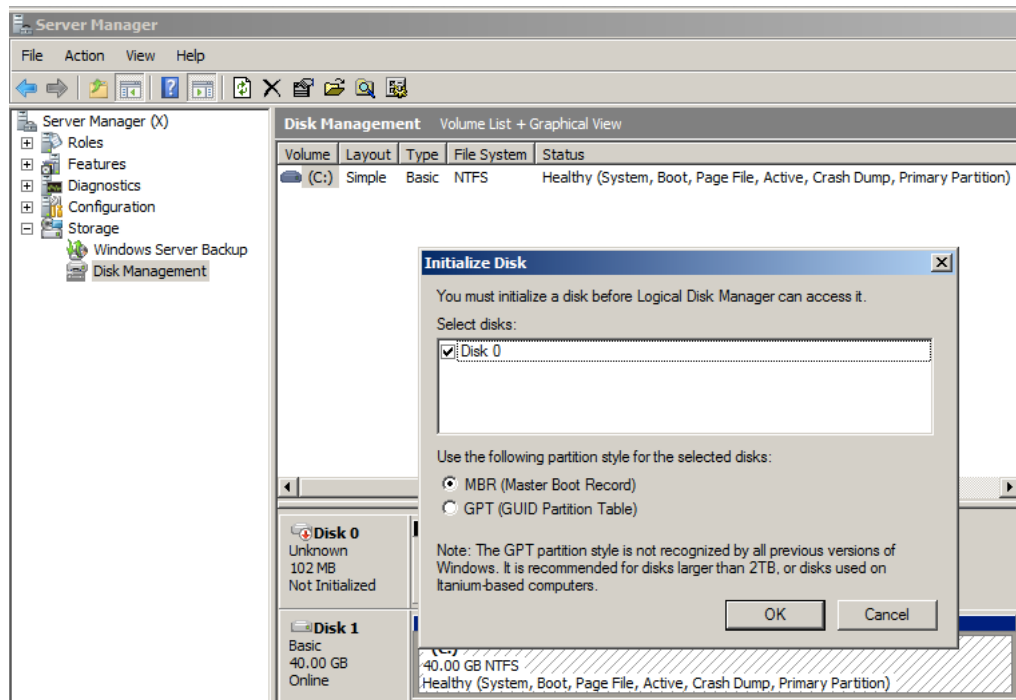 Server Manager
File Action View Help
Server Manager (X)
Roles
Features
Diagnostics
Configuration
Storage
Windows Server Backup
Disk Management
Disk Management Volume List + Graphical View
Volume Layout Type File System Status
(C:) Simple Basic NTFS Healthy (System, Boot, Page File, Active, Crash Dump, Primary Partition)
Initialize Disk
You must initialize a disk before Logical Disk Manager can access it.
Select disks:
Disk 0
Use the following partition style for the selected disks:
MBR (Master Boot Record)
GPT (GUID Partition Table)
Note: The GPT partition style is not recognized by all previous versions of
Windows. It is recommended for disks larger than 2TB, or disks used on
Itanium-based computers.
OK Cancel
Disk 0
Unknown
102 MB
Not Initialized
Disk 1
Basic
40.00 GB
Online
(C:)
40.00 GB NTFS
Healthy (System, Boot, Page File, Active, Crash Dump, Primary Partition)